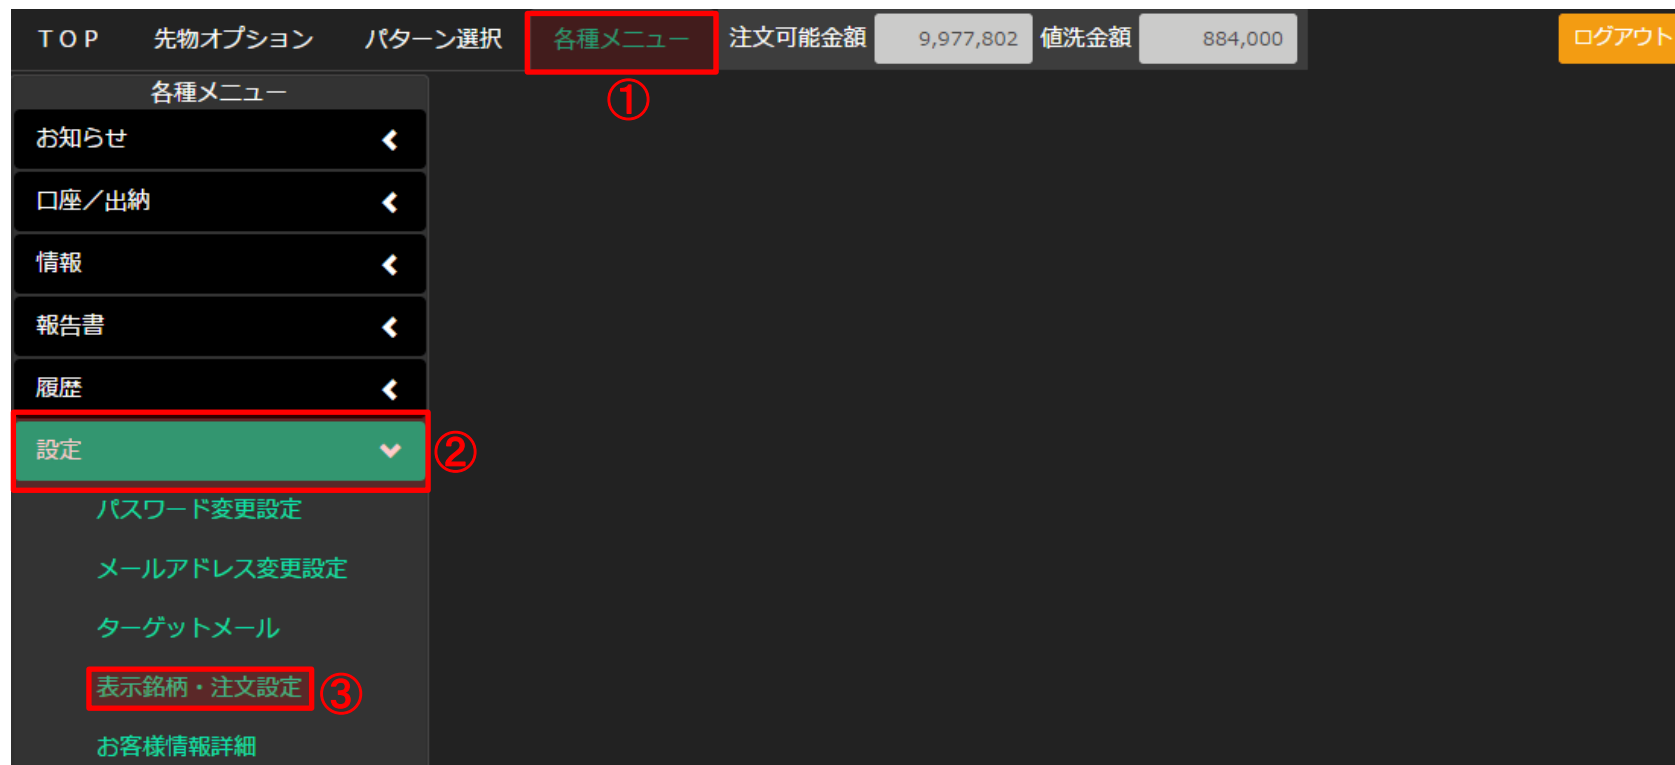 TOP 先物オプション パターン選択 各種メニュー 注文可能金額 9,977,802 値洗金額 884,000 ログアウト
①
各種メニュー
お知らせ
口座／出納
情報
報告書
履歴
設定 ②
パスワード変更設定
メールアドレス変更設定
ターゲットメール
表示銘柄・注文設定 ③
お客様情報詳細